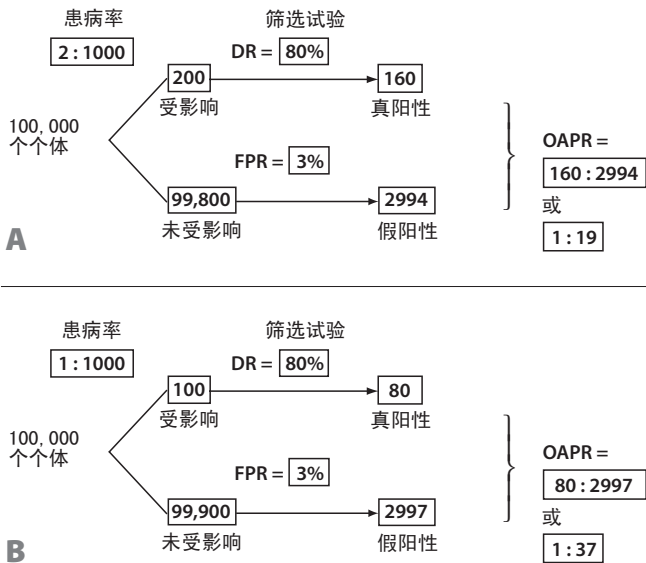 患病率 筛选试验
2 : 1000 DR = 80%
200 160
受影响 真阳性
100, 000
个个体
FPR = 3% OAPR =
160 : 2994
99,800 2994 或
未受影响 假阳性
A 1 : 19
患病率 筛选试验
1 : 1000 DR = 80%
100 80
受影响 真阳性
100, 000
个个体
FPR = 3% OAPR =
80 : 2997
99,900 2997 或
未受影响 假阳性
B 1 : 37